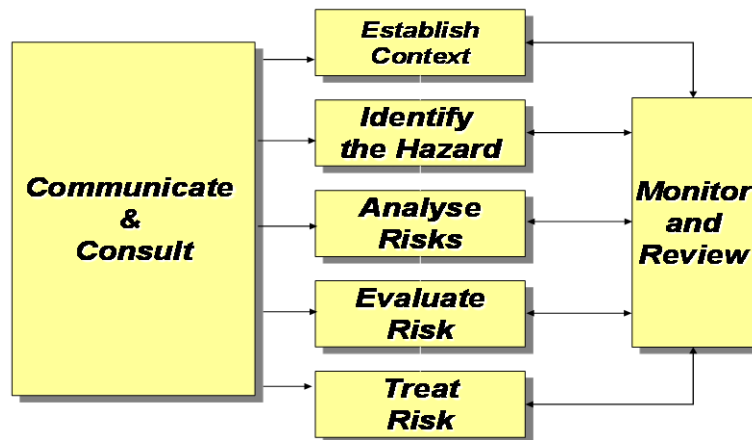 Communicate
&
Consult
Establish
Context
Identify
the Hazard
Analyse
Risks
Evaluate
Risk
Treat
Risk
Monitor
and
Review